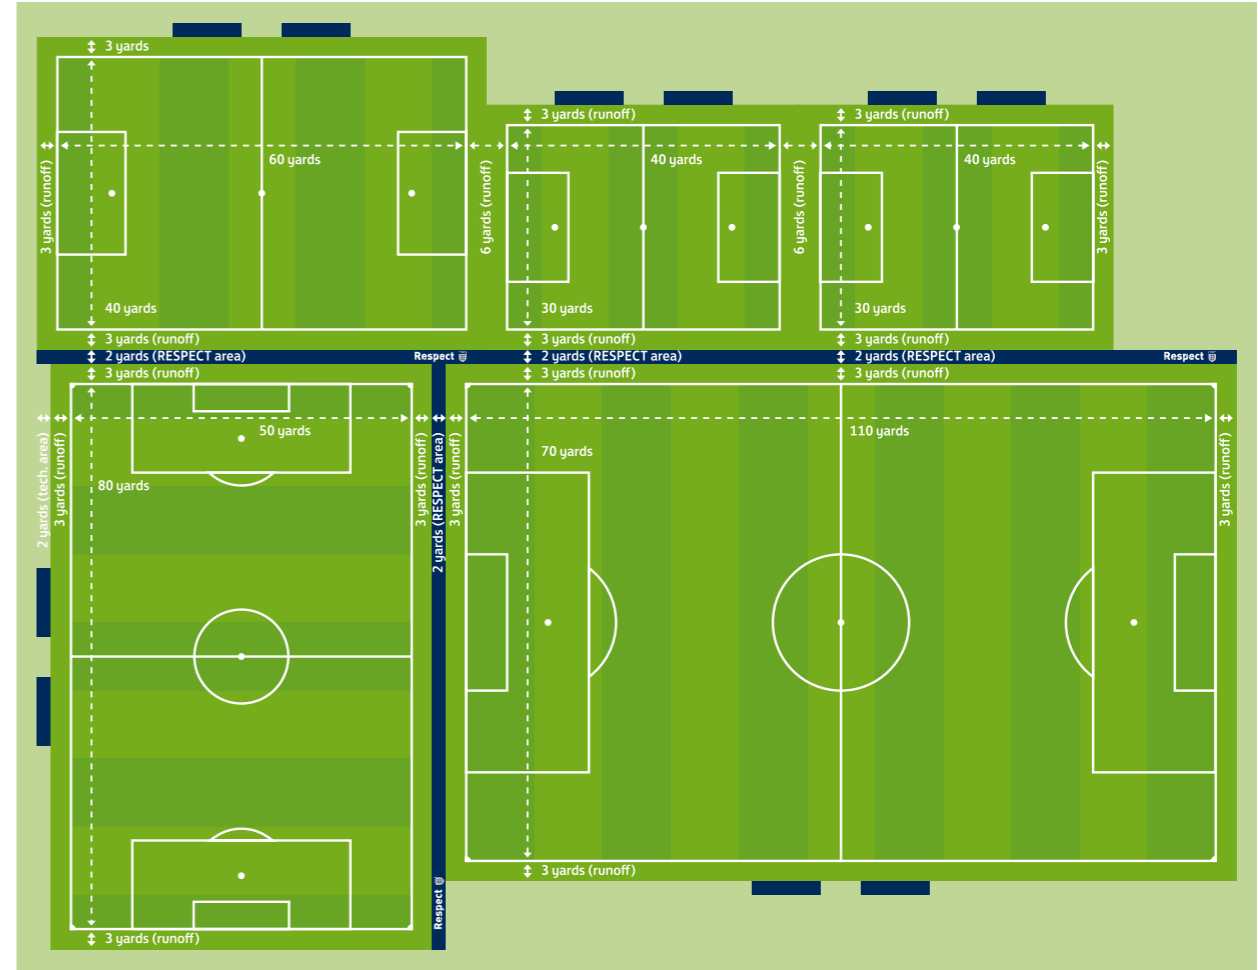 3 yards
3 yards (runoff)
3 yards (runoff)
60 yards
40 yards
40 yards
3 yards (runoff)
6 yards (runoff)
6 yards (runoff)
3 yards (runoff)
40 yards
30 yards
30 yards
3 yards (runoff)
3 yards (runoff)
3 yards (runoff)
2 yards (RESPECT area)
Respect
2 yards (RESPECT area)
2 yards (RESPECT area)
Respect
3 yards (runoff)
3 yards (runoff)
3 yards (runoff)
50 yards
110 yards
70 yards
80 yards
2 yards (tech. area)
3 yards (runoff)
3 yards (runoff)
2 yards (RESPECT area)
3 yards (runoff)
3 yards (runoff)
3 yards (runoff)
Respect
3 yards (runoff)